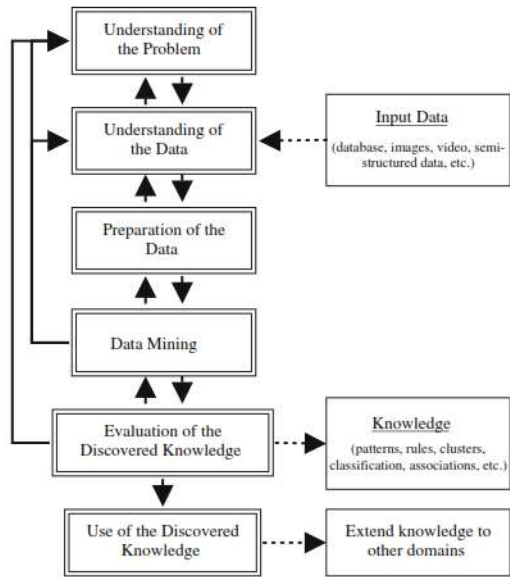 Understanding of
the Problem
Understanding of
the Data
Input Data
(database, images, video, semi-
structured data, etc.)
Preparation of the
Data
Data Mining
Evaluation of the
Discovered Knowledge
Knowledge
(patterns, rules, clusters,
classification, associations, etc.)
Use of the Discovered
Knowledge
Extend knowledge to
other domains